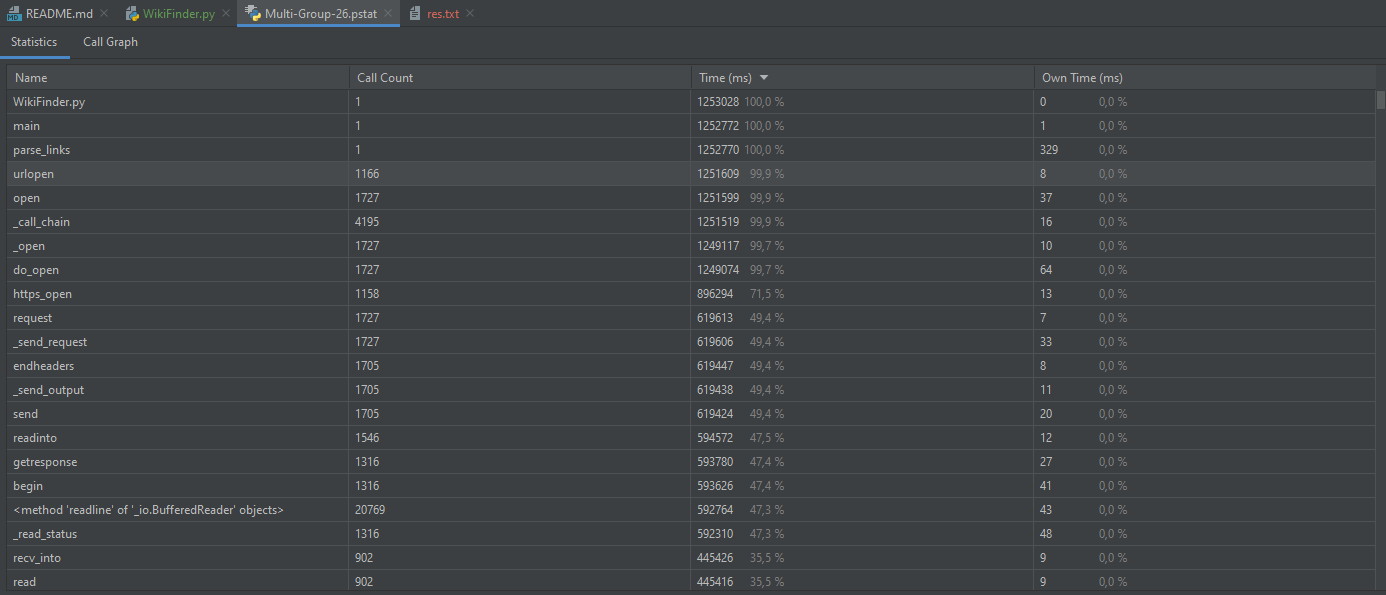 README.md WikiFinder.py Multi-Group-26.pstat res.txt
Statistics Call Graph
Name Call Count Time (ms) Own Time (ms)
WikiFinder.py 1 1253028 100,0 % 0 0,0 %
main 1 1252772 100,0 % 1 0,0 %
parse_links 1 1252770 100,0 % 329 0,0 %
urlopen 1166 1251609 99,9 % 8 0,0 %
open 1727 1251599 99,9 % 37 0,0 %
_call_chain 4195 1251519 99,9 % 16 0,0 %
_open 1727 1249117 99,7 % 10 0,0 %
do_open 1727 1249074 99,7 % 64 0,0 %
https_open 1158 896294 71,5 % 13 0,0 %
request 1727 619613 49,4 % 7 0,0 %
_send_request 1727 619606 49,4 % 33 0,0 %
endheaders 1705 619447 49,4 % 8 0,0 %
_send_output 1705 619438 49,4 % 11 0,0 %
send 1705 619424 49,4 % 20 0,0 %
readinto 1546 594572 47,5 % 12 0,0 %
getresponse 1316 593780 47,4 % 27 0,0 %
begin 1316 593626 47,4 % 41 0,0 %
<method 'readline' of '_io.BufferedReader' objects> 20769 592764 47,3 % 43 0,0 %
_read_status 1316 592310 47,3 % 48 0,0 %
recv_into 902 445426 35,5 % 9 0,0 %
read 902 445416 35,5 % 9 0,0 %